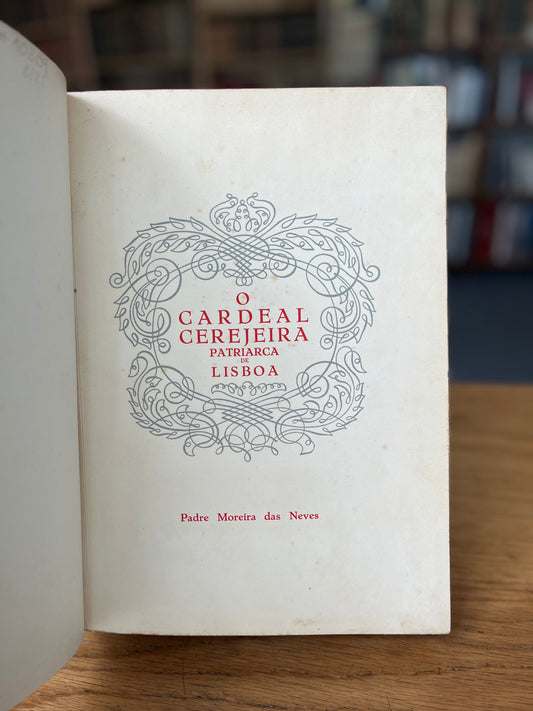 O
CARDEAL
CEREJEIRA
PATRIARCA
DE
LISBOA
Padre Moreira das Neves